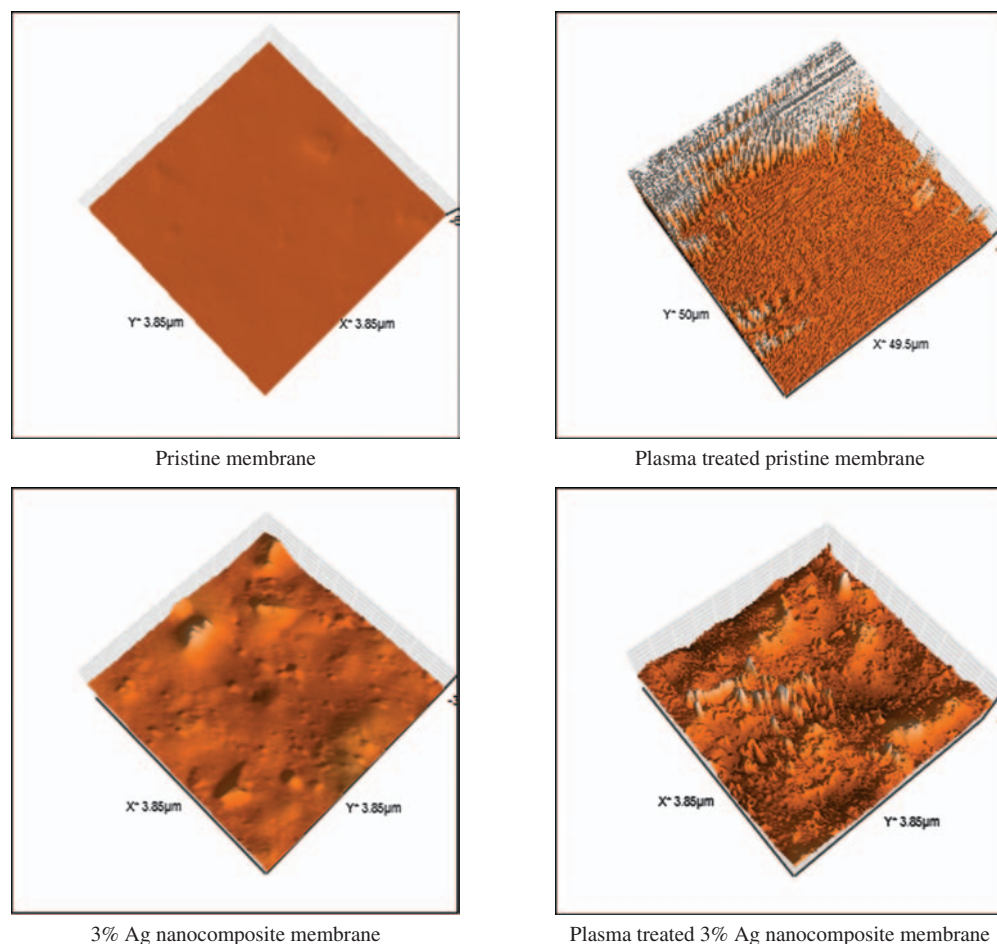 Y* 3.85µm
X* 3.85µm
Y* 50µm
X* 49.5µm
Pristine membrane
Plasma treated pristine membrane
X* 3.85µm
Y* 3.85µm
X* 3.85µm
Y* 3.85µm
3% Ag nanocomposite membrane
Plasma treated 3% Ag nanocomposite membrane